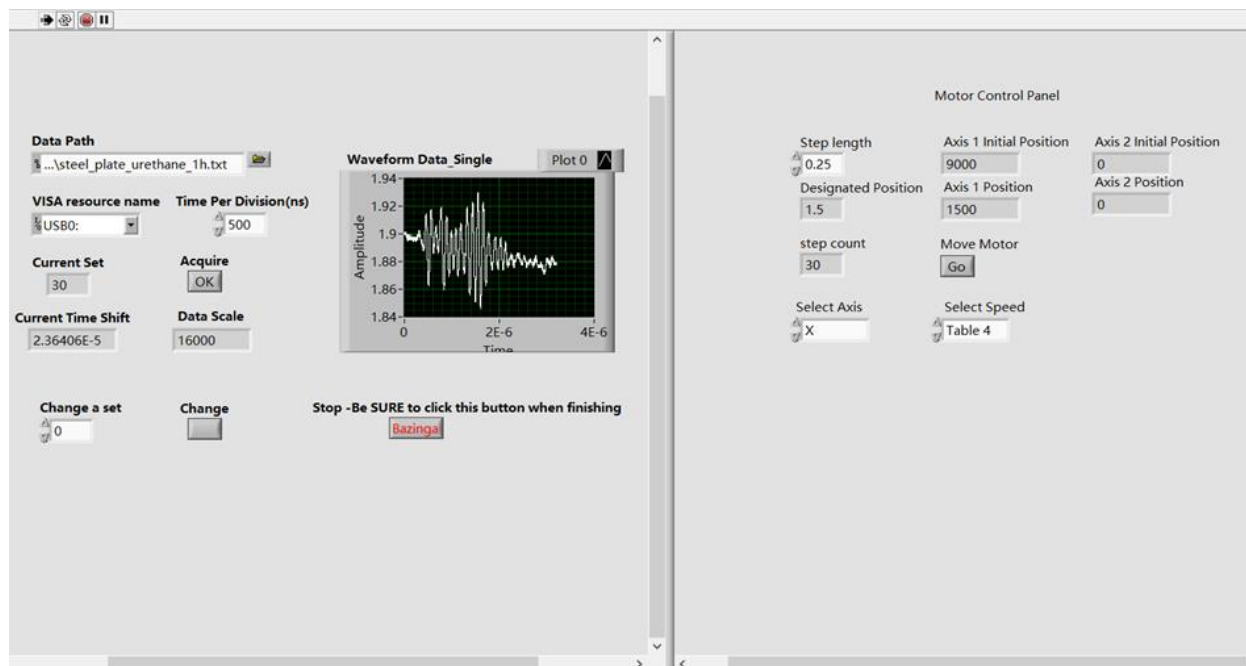 Data Path
...\steel_plate_urethane_1h.txt
VISA resource name
USB0:
Time Per Division(ns)
500
Current Set
30
Acquire
OK
Current Time Shift
2.36406E-5
Data Scale
16000
Change a set
0
Change
Waveform Data_Single
Plot 0
Amplitude
1.94
1.92
1.9
1.88
1.86
1.84
0
2E-6
4E-6
Time
Stop -Be SURE to click this button when finishing
Bazinga
Motor Control Panel
Step length
0.25
Axis 1 Initial Position
9000
Axis 2 Initial Position
0
Designated Position
1.5
Axis 1 Position
1500
Axis 2 Position
0
step count
30
Move Motor
Go
Select Axis
X
Select Speed
Table 4